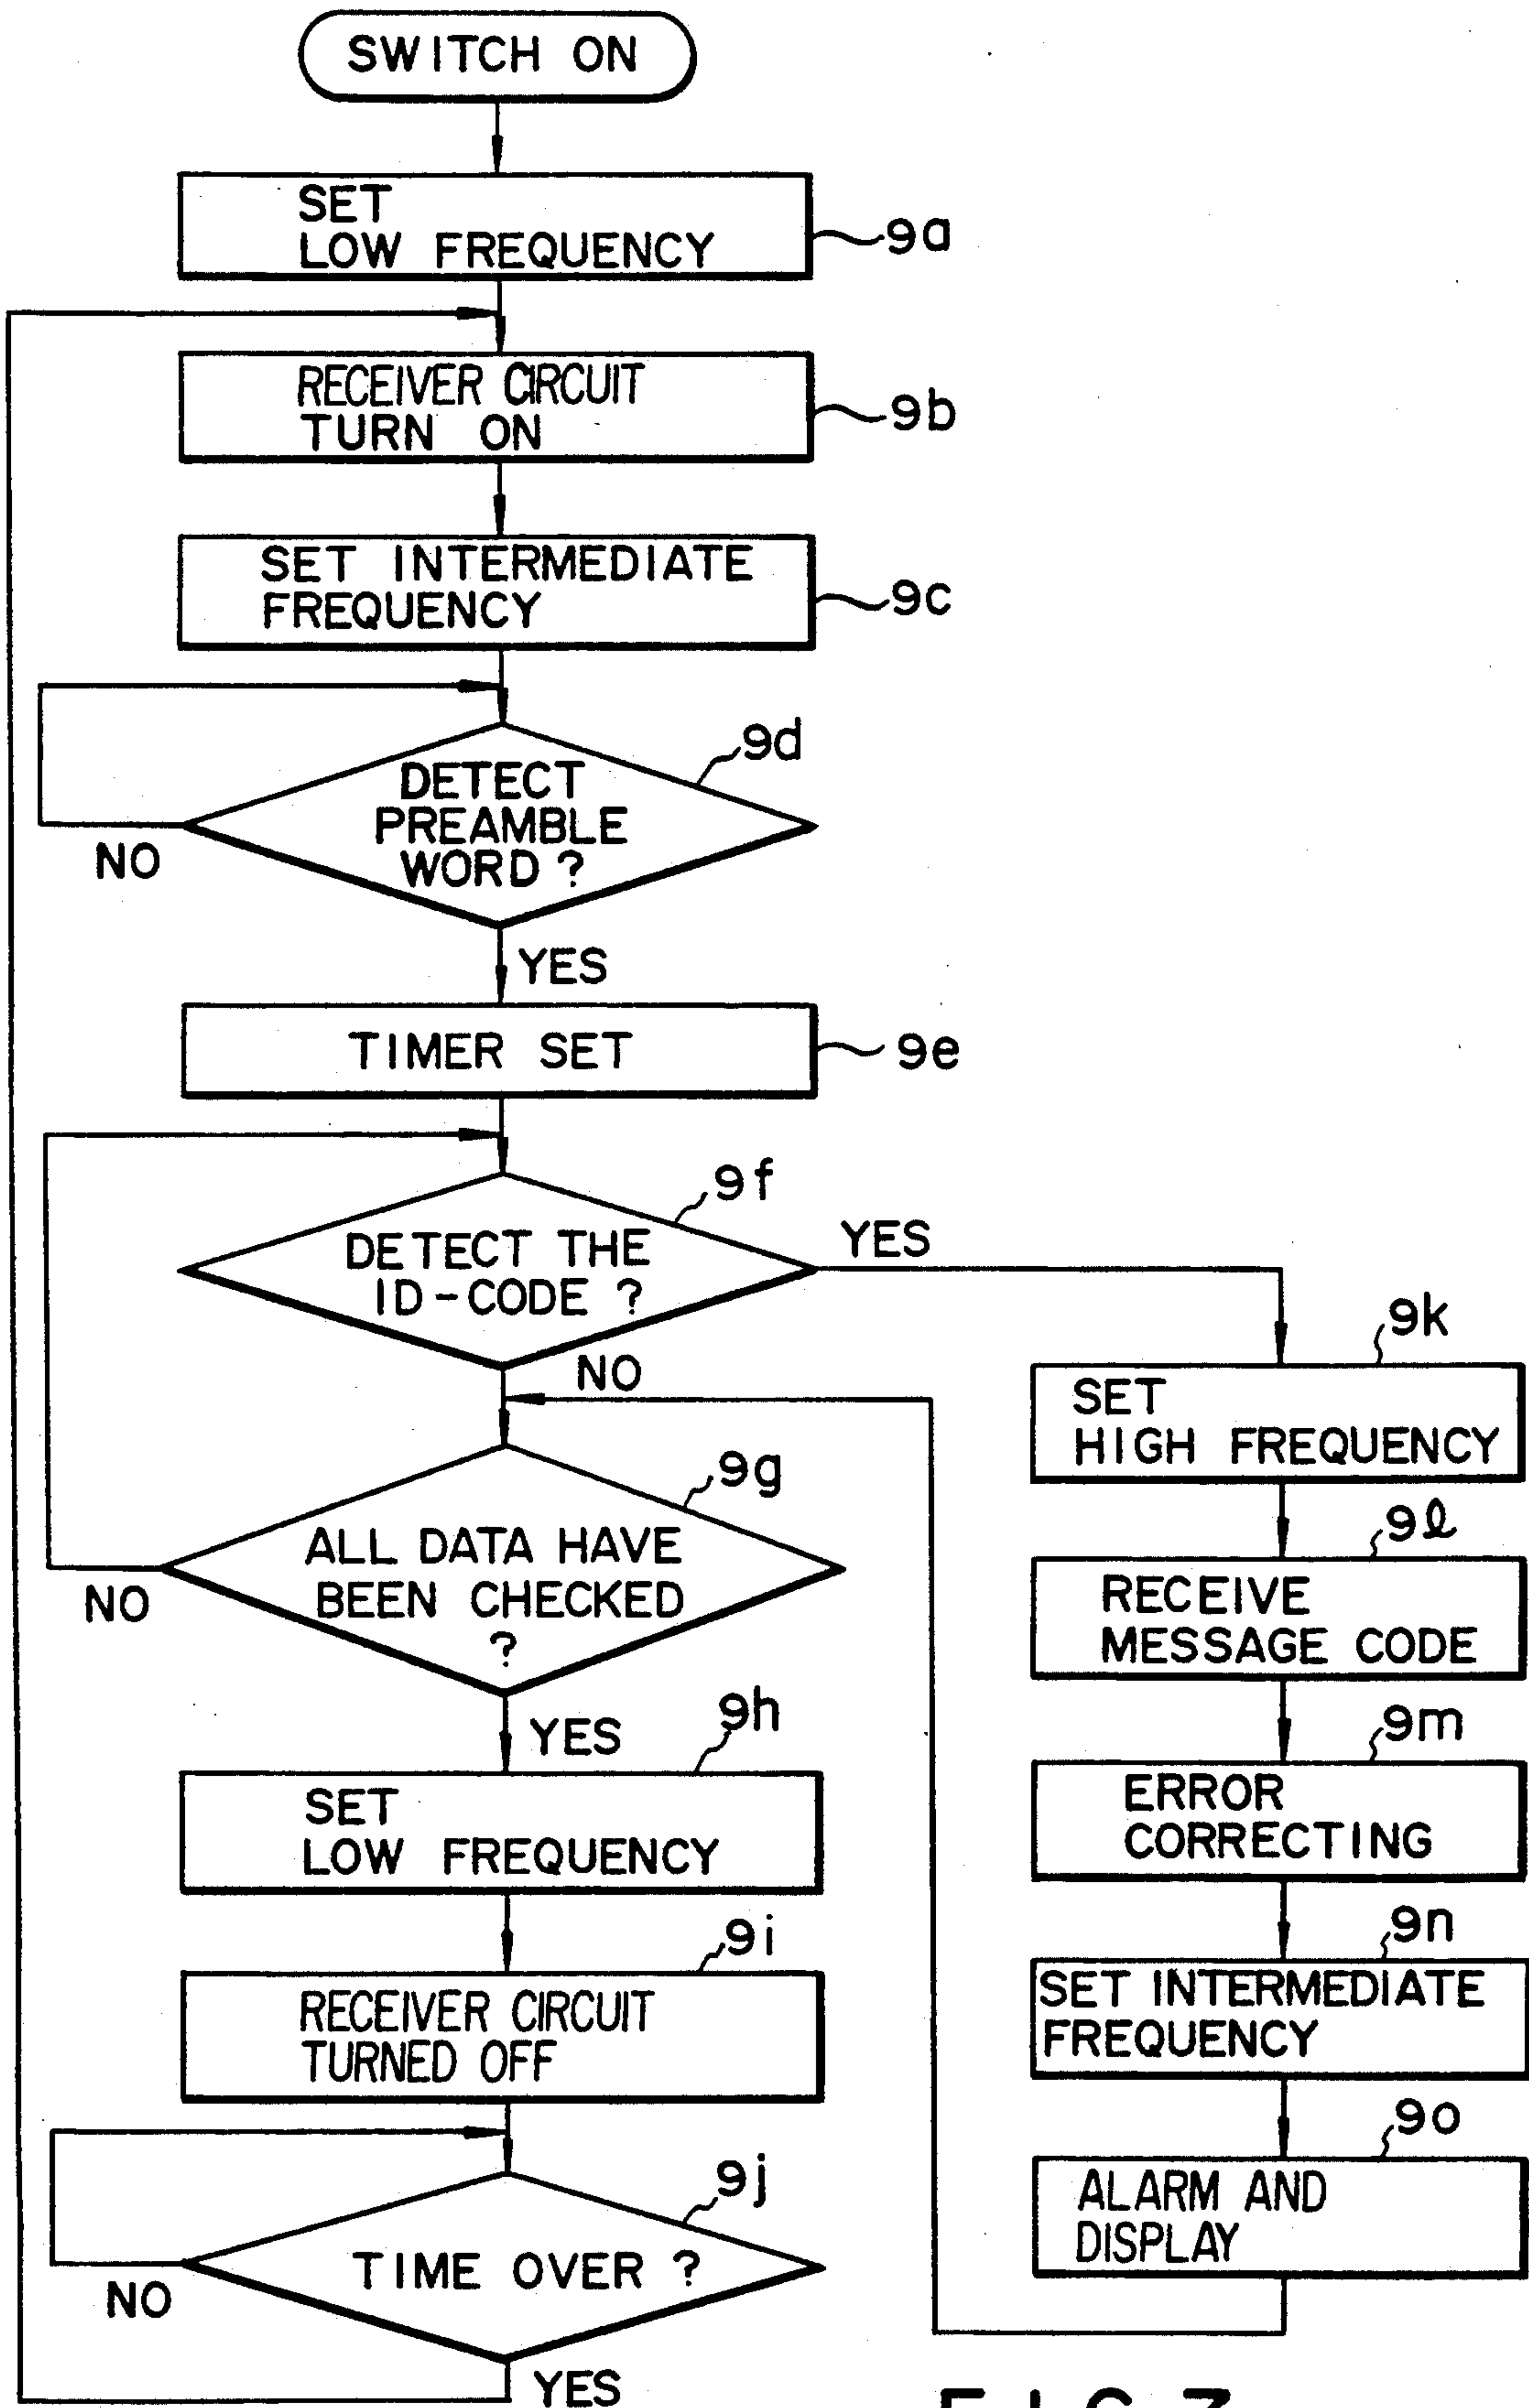 SWITCH ON
SET
LOW FREQUENCY
9a
RECEIVER CIRCUIT
TURN ON
9b
SET INTERMEDIATE
FREQUENCY
9c
9d
DETECT
PREAMBLE
WORD ?
NO
YES
TIMER SET
9e
9f
DETECT THE
ID-CODE ?
YES
NO
9k
SET
HIGH FREQUENCY
9g
ALL DATA HAVE
BEEN CHECKED
?
NO
YES
9l
RECEIVE
MESSAGE CODE
9h
SET
LOW FREQUENCY
9m
ERROR
CORRECTING
9i
RECEIVER CIRCUIT
TURNED OFF
9n
SET INTERMEDIATE
FREQUENCY
9j
TIME OVER ?
NO
YES
9o
ALARM AND
DISPLAY